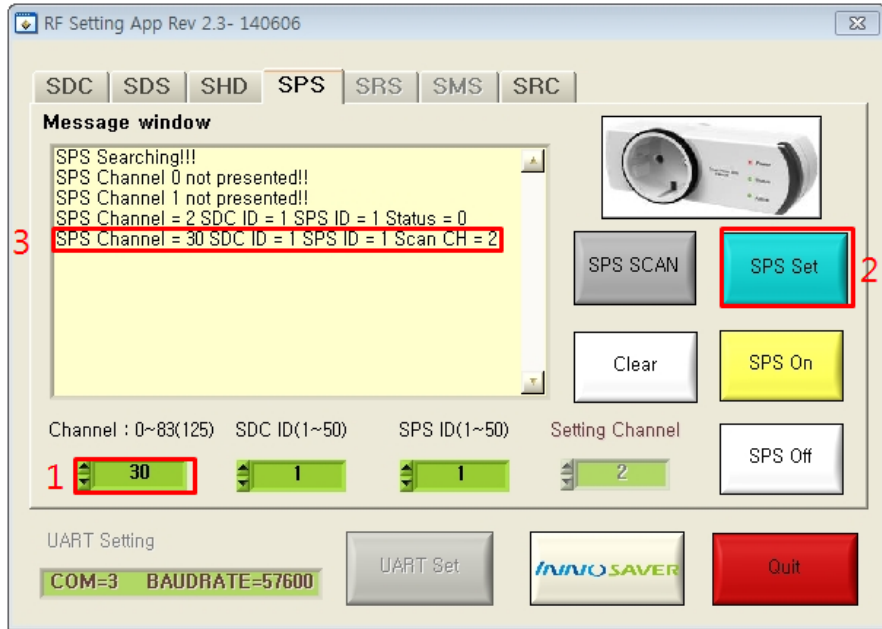 RF Setting App Rev 2.3- 140606
SDC SDS SHD SPS SRS SMS SRC
Message window
SPS Searching!!!
SPS Channel 0 not presented!!
SPS Channel 1 not presented!!
SPS Channel = 2 SDC ID = 1 SPS ID = 1 Status = 0
3 SPS Channel = 30 SDC ID = 1 SPS ID = 1 Scan CH = 2
SPS SCAN
SPS Set 2
Clear
SPS On
Channel : 0~83(125) SDC ID(1~50) SPS ID(1~50) Setting Channel
1 30 1 1 2
SPS Off
UART Setting
COM=3 BAUDRATE=57600
UART Set
INNOSAVER
Quit